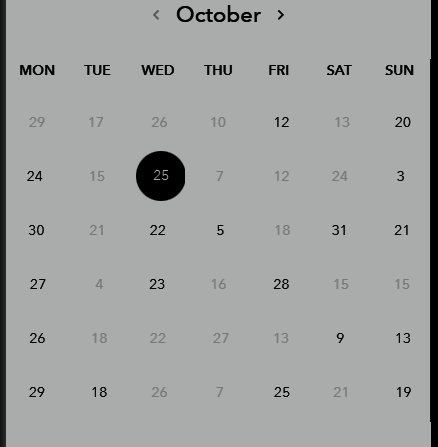 ‹ October ›
MON TUE WED THU FRI SAT SUN
29 17 26 10 12 13 20
24 15 25 7 12 24 3
30 21 22 5 18 31 21
27 4 23 16 28 15 15
26 18 22 27 13 9 13
29 18 26 7 25 21 19